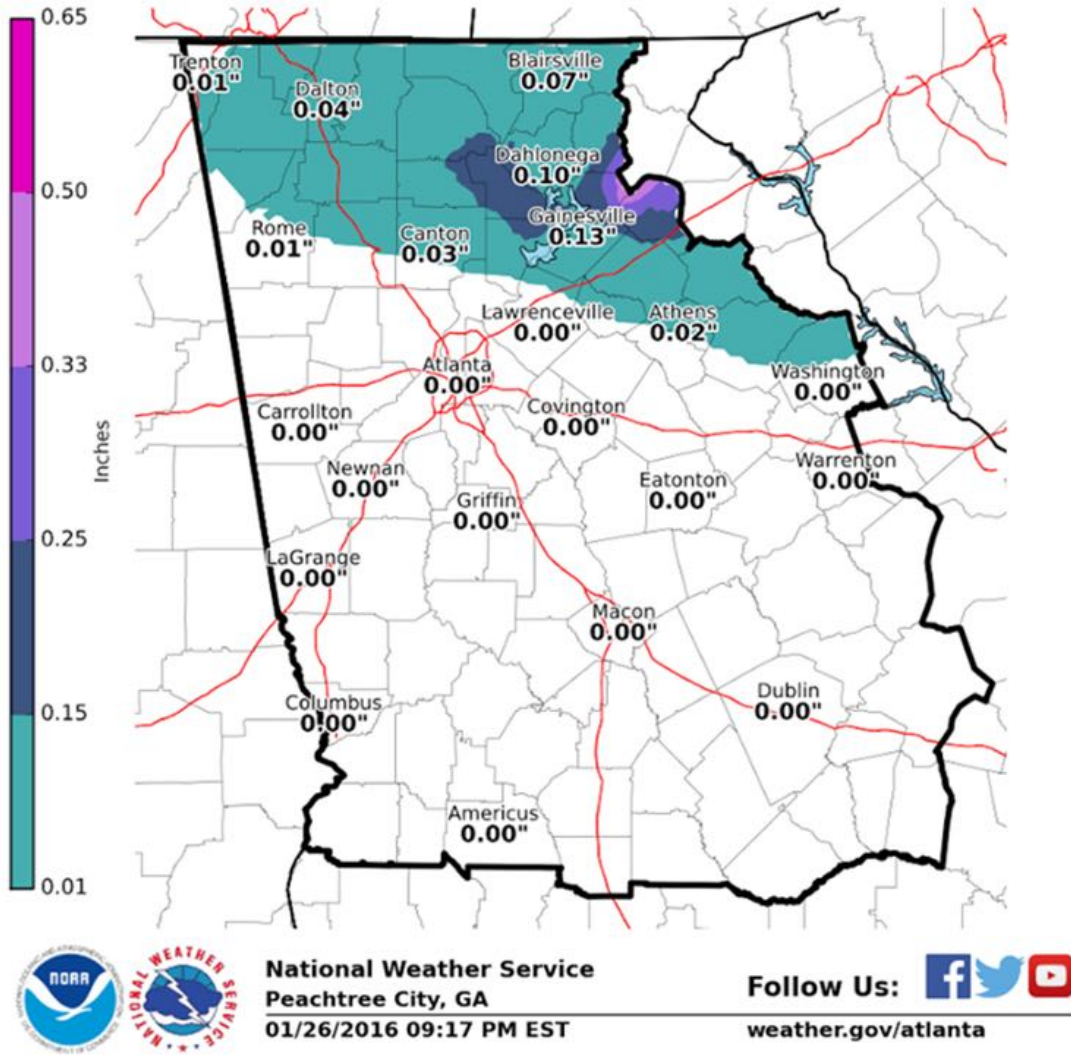 0.65
0.50
0.33
0.25
0.15
0.01
Inches
Trenton
0.01"
Dalton
0.04"
Blairsville
0.07"
Dahlonega
0.10"
Gainesville
0.13"
Rome
0.01"
Canton
0.03"
Lawrenceville
0.00"
Athens
0.02"
Atlanta
0.00"
Washington
0.00"
Carrollton
0.00"
Covington
0.00"
Newnan
0.00"
Griffin
0.00"
Eatonton
0.00"
Warrenton
0.00"
LaGrange
0.00"
Macon
0.00"
Columbus
0.00"
Dublin
0.00"
Americus
0.00"
NOAA
NATIONAL WEATHER SERVICE
National Weather Service
Peachtree City, GA
01/26/2016 09:17 PM EST
Follow Us:
weather.gov/atlanta